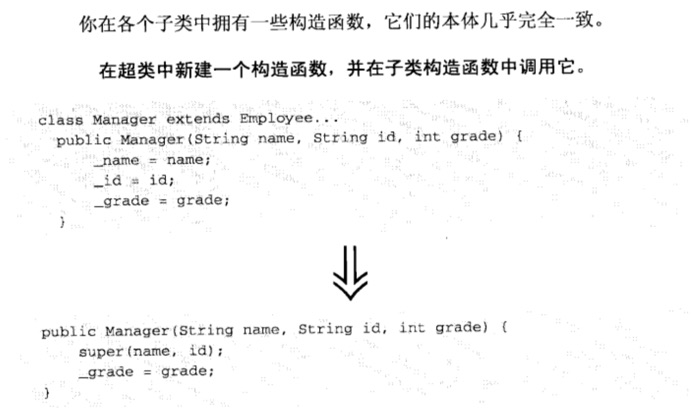 你在各个子类中拥有一些构造函数，它们的本体几乎完全一致。
在超类中新建一个构造函数，并在子类构造函数中调用它。
class Manager extends Employee...
public Manager(String name, String id, int grade) {
_name = name;
_id = id;
_grade = grade;
}
public Manager(String name, String id, int grade) {
super(name, id);
_grade = grade;
}